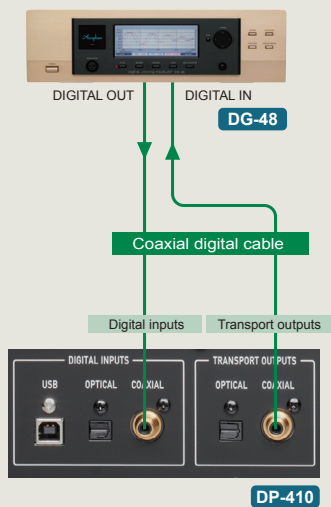 Accuphase
DIGITAL OUT
DIGITAL IN
DG-48
Coaxial digital cable
Digital inputs
Transport outputs
DIGITAL INPUTS
TRANSPORT OUTPUTS
USB
OPTICAL
COAXIAL
OPTICAL
COAXIAL
DP-410